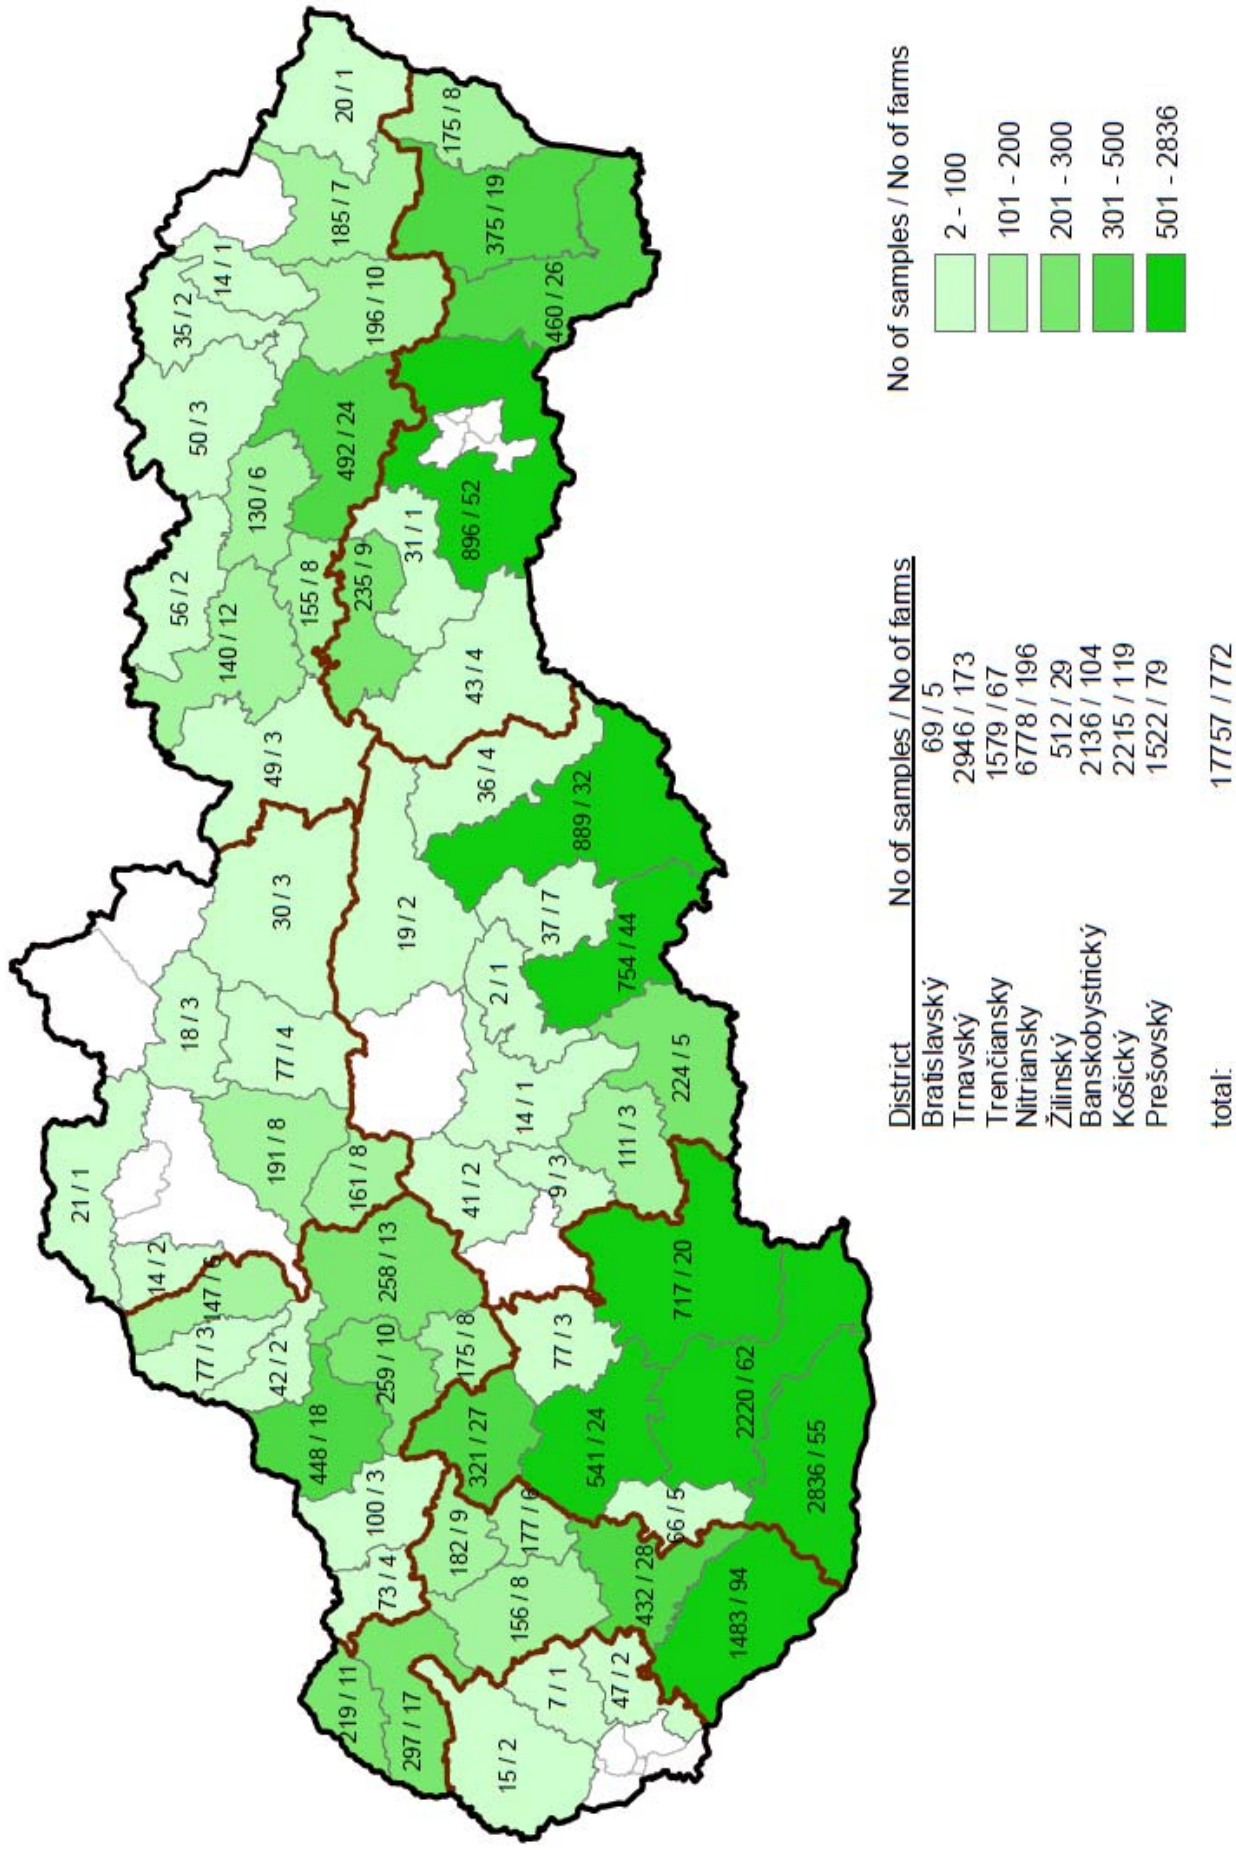 20 / 1
175 / 8
185 / 7
375 / 19
14 / 1
35 / 2
196 / 10
460 / 26
50 / 3
492 / 24
130 / 6
896 / 52
31 / 1
235 / 9
155 / 8
56 / 2
140 / 12
43 / 4
49 / 3
36 / 4
889 / 32
30 / 3
19 / 2
37 / 7
754 / 44
2 / 1
18 / 3
77 / 4
224 / 5
14 / 1
111 / 3
191 / 8
161 / 8
41 / 2
9 / 3
21 / 1
14 / 2
147 / 6
258 / 13
717 / 20
77 / 3
42 / 2
259 / 10
175 / 8
77 / 3
2220 / 62
448 / 18
321 / 27
541 / 24
2836 / 55
100 / 3
66 / 5
177 / 6
182 / 9
73 / 4
156 / 8
432 / 28
1483 / 94
219 / 11
297 / 17
7 / 1
47 / 2
15 / 2
District No of samples / No of farms
Bratislavský 69 / 5
Trnavský 2946 / 173
Trenčiansky 1579 / 67
Nitriansky 6778 / 196
Žilinský 512 / 29
Banskobystrický 2136 / 104
Košický 2215 / 119
Prešovský 1522 / 79
total: 17757 / 772
No of samples / No of farms
2 - 100
101 - 200
201 - 300
301 - 500
501 - 2836